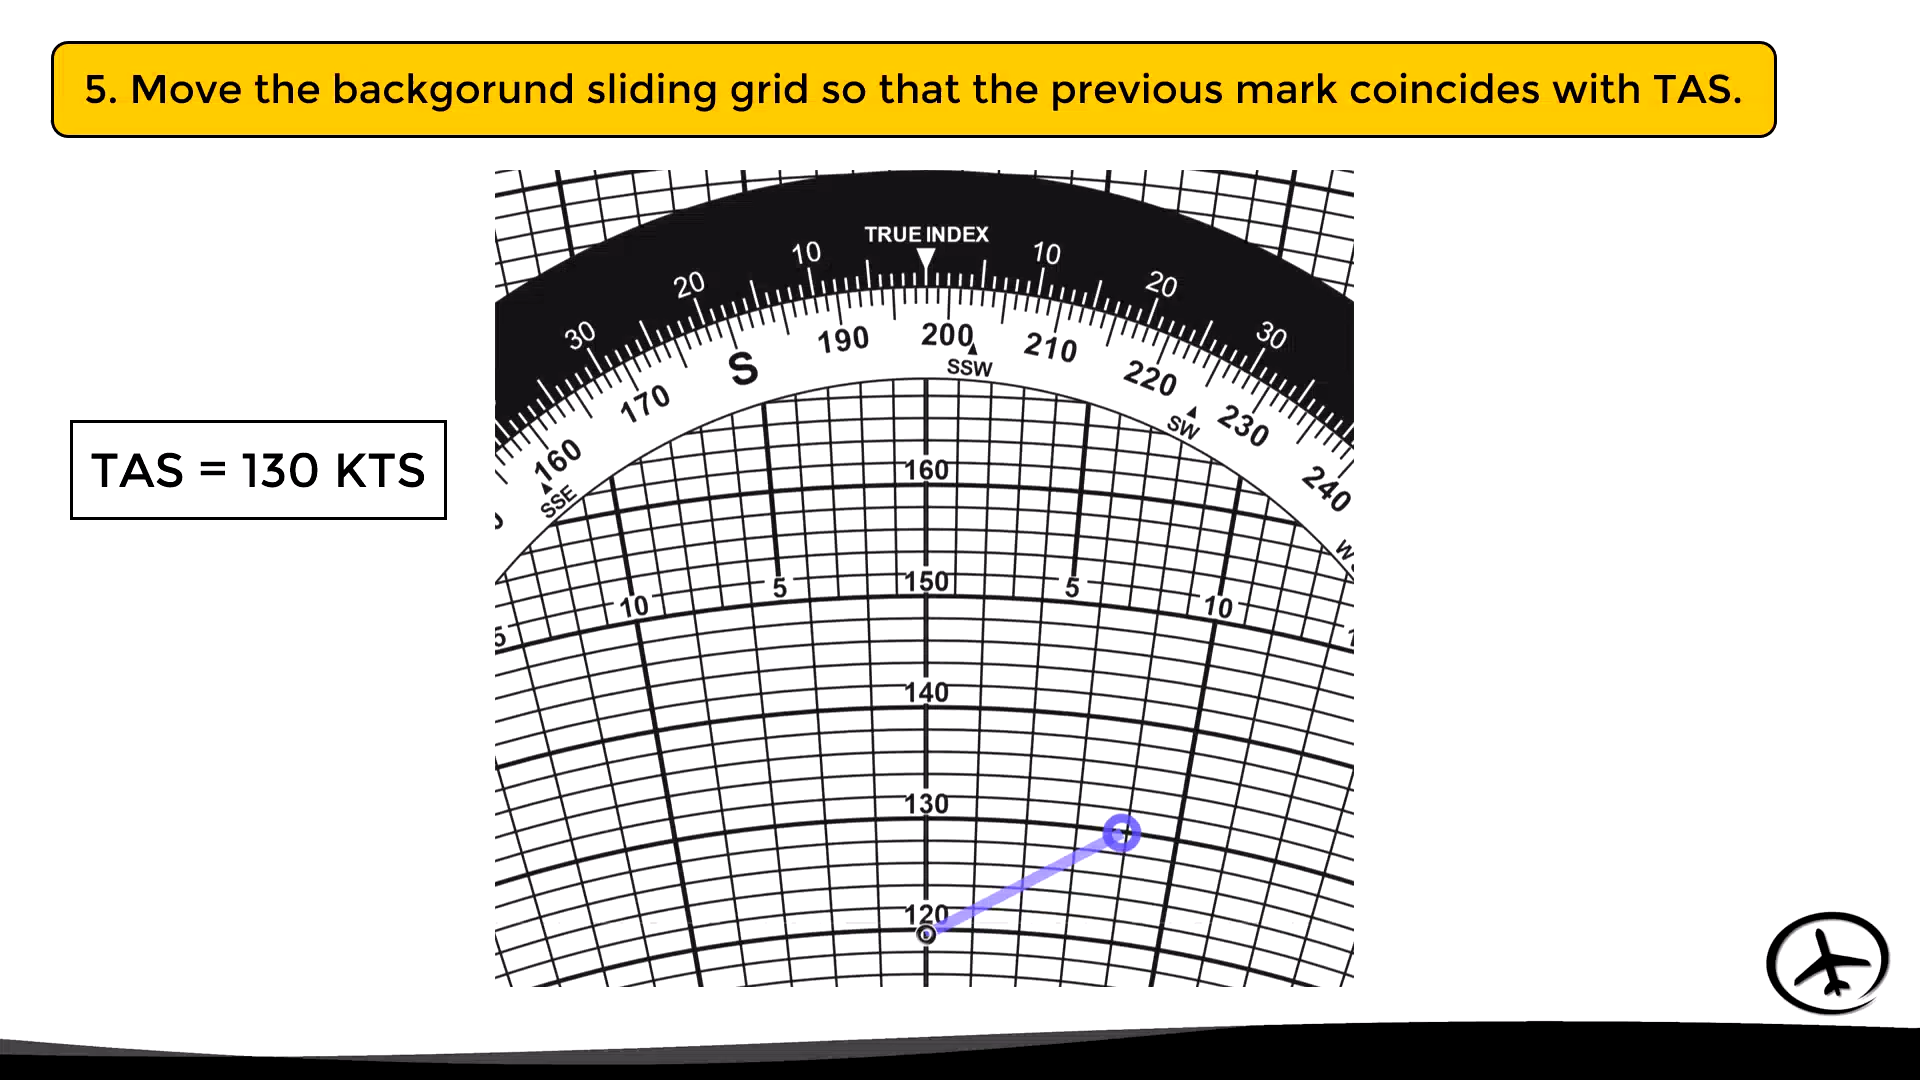 5. Move the backgorund sliding grid so that the previous mark coincides with TAS.
TRUE INDEX
30 20 10 10 20 30
160 170 S 190 200 210 220 230 240
SSE SSW SW
TAS = 130 KTS
160
150
10 5 5 10
140
130
120